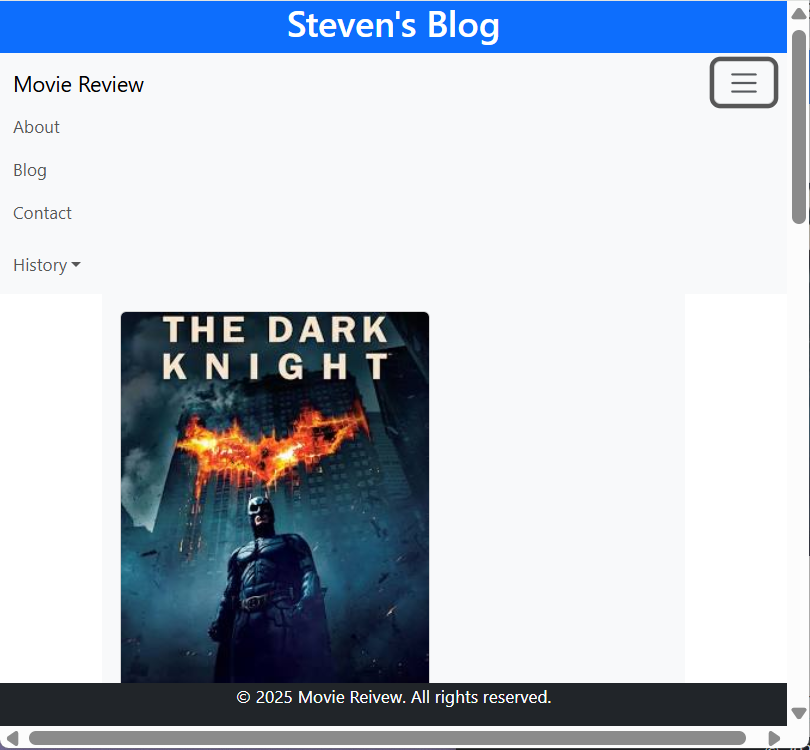 Steven's Blog
Movie Review
About
Blog
Contact
History
THE DARK
KNIGHT
© 2025 Movie Reivew. All rights reserved.